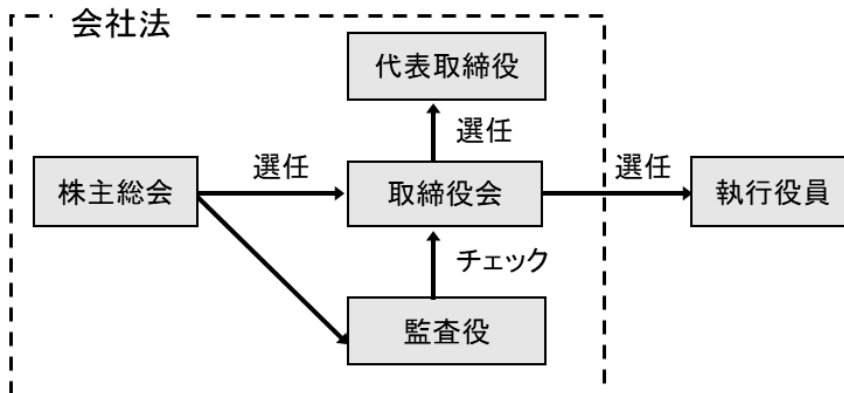 会社法
代表取締役
選任
選任
選任
株主総会
取締役会
執行役員
チェック
監査役